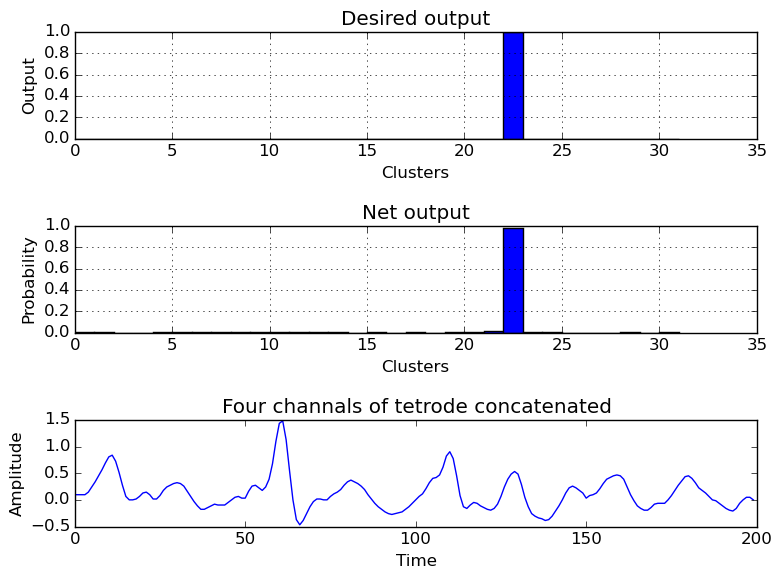 Desired output
1.0
0.8
0.6
0.4
0.2
0.0
Output
0 5 10 15 20 25 30 35
Clusters
Net output
1.0
0.8
0.6
0.4
0.2
0.0
Probability
0 5 10 15 20 25 30 35
Clusters
Four channals of tetrode concatenated
1.5
1.0
0.5
0.0
−0.5
Amplitude
0 50 100 150 200
Time